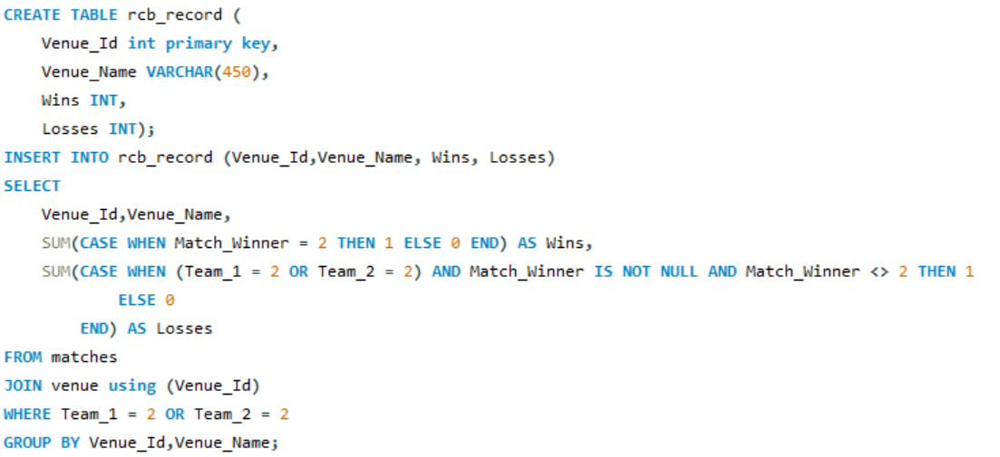 CREATE TABLE rcb_record (
    Venue_Id int primary key,
    Venue_Name VARCHAR(450),
    Wins INT,
    Losses INT);
INSERT INTO rcb_record (Venue_Id,Venue_Name, Wins, Losses)
SELECT
    Venue_Id,Venue_Name,
    SUM(CASE WHEN Match_Winner = 2 THEN 1 ELSE 0 END) AS Wins,
    SUM(CASE WHEN (Team_1 = 2 OR Team_2 = 2) AND Match_Winner IS NOT NULL AND Match_Winner <> 2 THEN 1
            ELSE 0
        END) AS Losses
FROM matches
JOIN venue using (Venue_Id)
WHERE Team_1 = 2 OR Team_2 = 2
GROUP BY Venue_Id,Venue_Name;